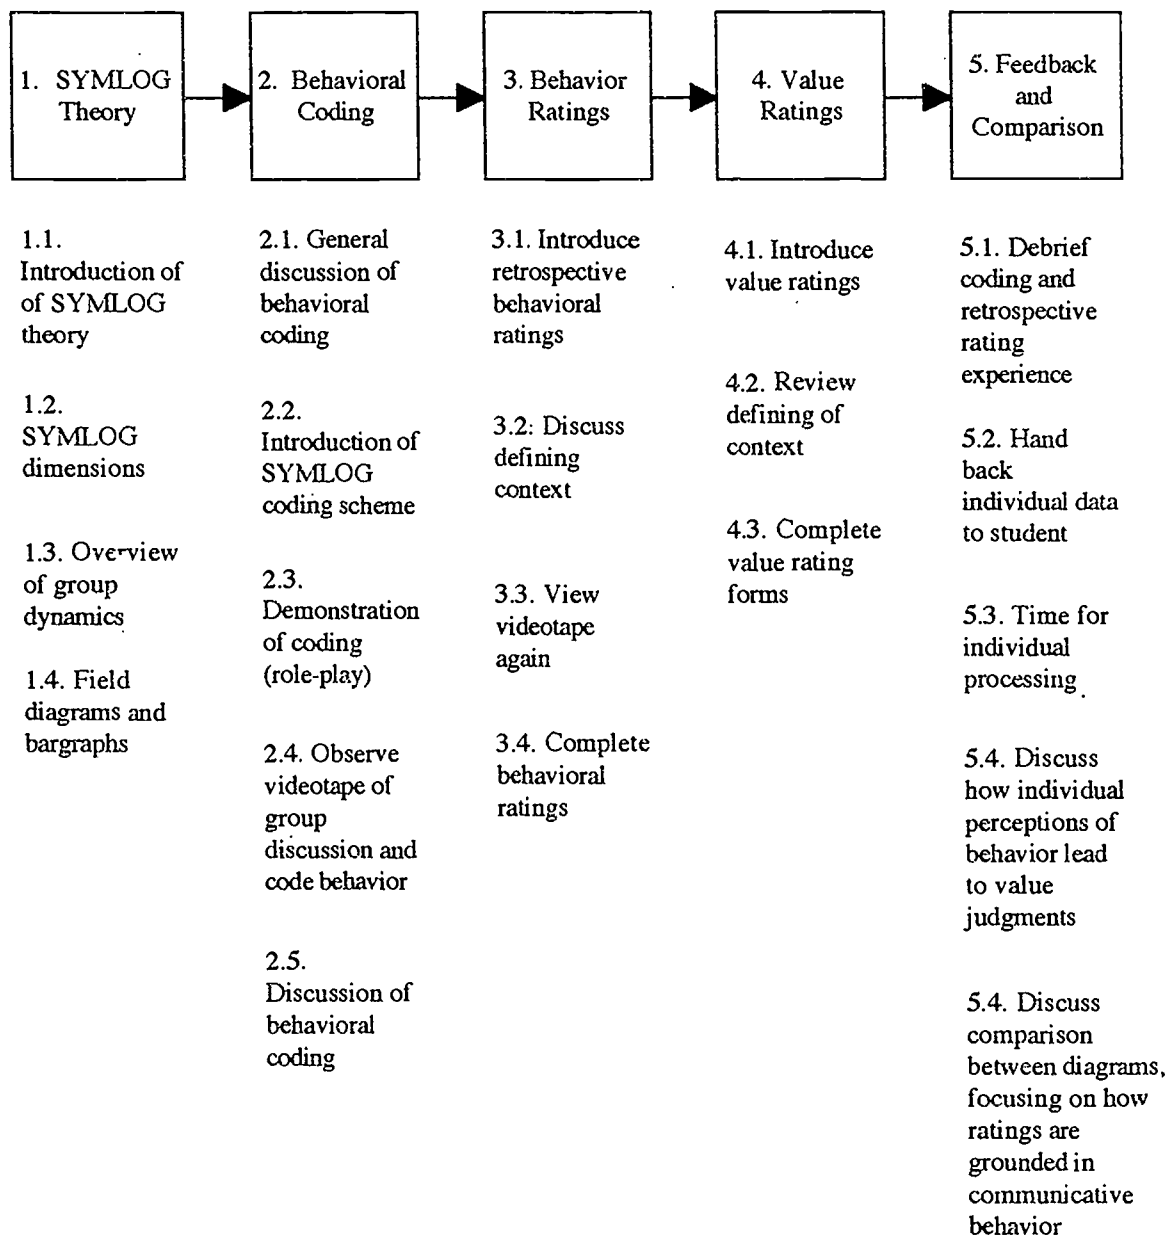 1. SYMLOG
Theory
2. Behavioral
Coding
3. Behavior
Ratings
4. Value
Ratings
5. Feedback
and
Comparison
1.1.
Introduction of
of SYMLOG
theory
1.2.
SYMLOG
dimensions
1.3. Overview
of group
dynamics
1.4. Field
diagrams and
bargraphs
2.1. General
discussion of
behavioral
coding
2.2.
Introduction of
SYMLOG
coding scheme
2.3.
Demonstration
of coding
(role-play)
2.4. Observe
videotape of
group
discussion and
code behavior
2.5.
Discussion of
behavioral
coding
3.1. Introduce
retrospective
behavioral
ratings
3.2: Discuss
defining
context
3.3. View
videotape
again
3.4. Complete
behavioral
ratings
4.1. Introduce
value ratings
4.2. Review
defining of
context
4.3. Complete
value rating
forms
5.1. Debrief
coding and
retrospective
rating
experience
5.2. Hand
back
individual data
to student
5.3. Time for
individual
processing
5.4. Discuss
how individual
perceptions of
behavior lead
to value
judgments
5.4. Discuss
comparison
between diagrams,
focusing on how
ratings are
grounded in
communicative
behavior